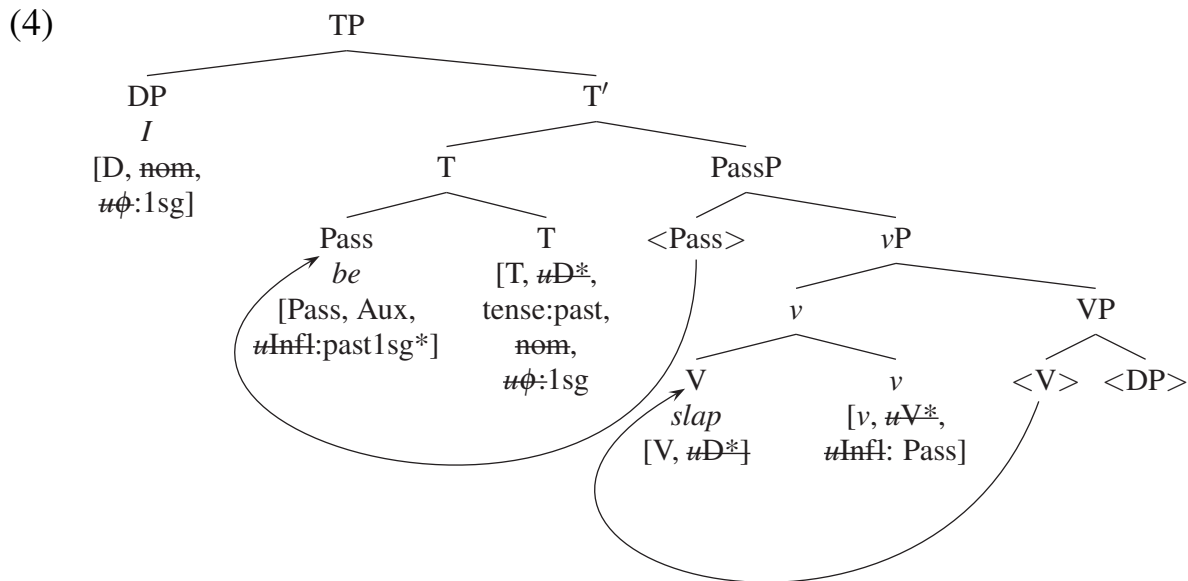 (4)
TP
DP T′
I
[D, nom,
uϕ:1sg]
T PassP
Pass T <Pass> vP
be [T, uD*,
[Pass, Aux, tense:past,
uInfl:past1sg*] nom,
uϕ:1sg
v VP
V v <V> <DP>
slap [v, uV*,
[V, uD*] uInfl: Pass]